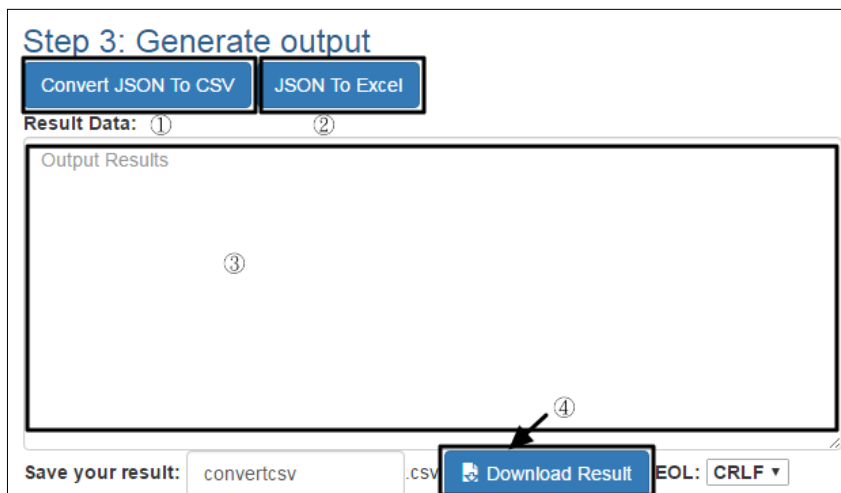 Step 3: Generate output
Convert JSON To CSV JSON To Excel
Result Data: ① ②
Output Results
③
④
Save your result: convertcsv .csv Download Result EOL: CRLF